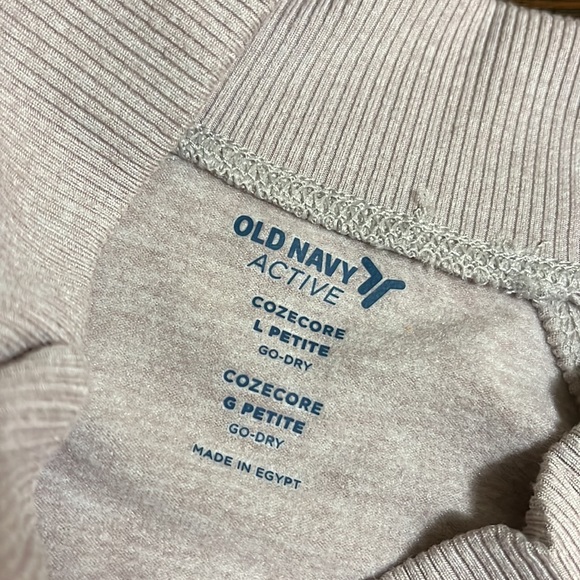 OLD NAVY
ACTIVE
COZECORE
L PETITE
GO-DRY
COZECORE
G PETITE
GO-DRY
MADE IN EGYPT